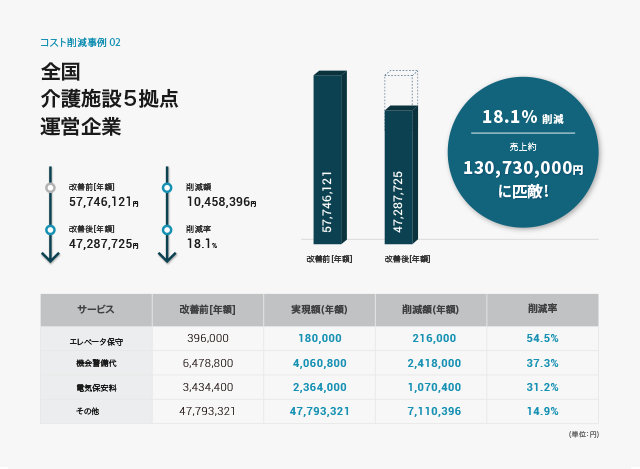 コスト削減事例 02
全国
介護施設５拠点
運営企業
改善前[年額]
57,746,121円
削減額
10,458,396円
改善後[年額]
47,287,725円
削減率
18.1%
57,746,121
47,287,725
改善前[年額]
改善後[年額]
18.1% 削減
売上約
130,730,000円
に匹敵!
サービス 改善前[年額] 実現額(年額) 削減額(年額) 削減率
エレベータ保守 396,000 180,000 216,000 54.5%
機会警備代 6,478,800 4,060,800 2,418,000 37.3%
電気保安料 3,434,400 2,364,000 1,070,400 31.2%
その他 47,793,321 47,793,321 7,110,396 14.9%
(単位:円)